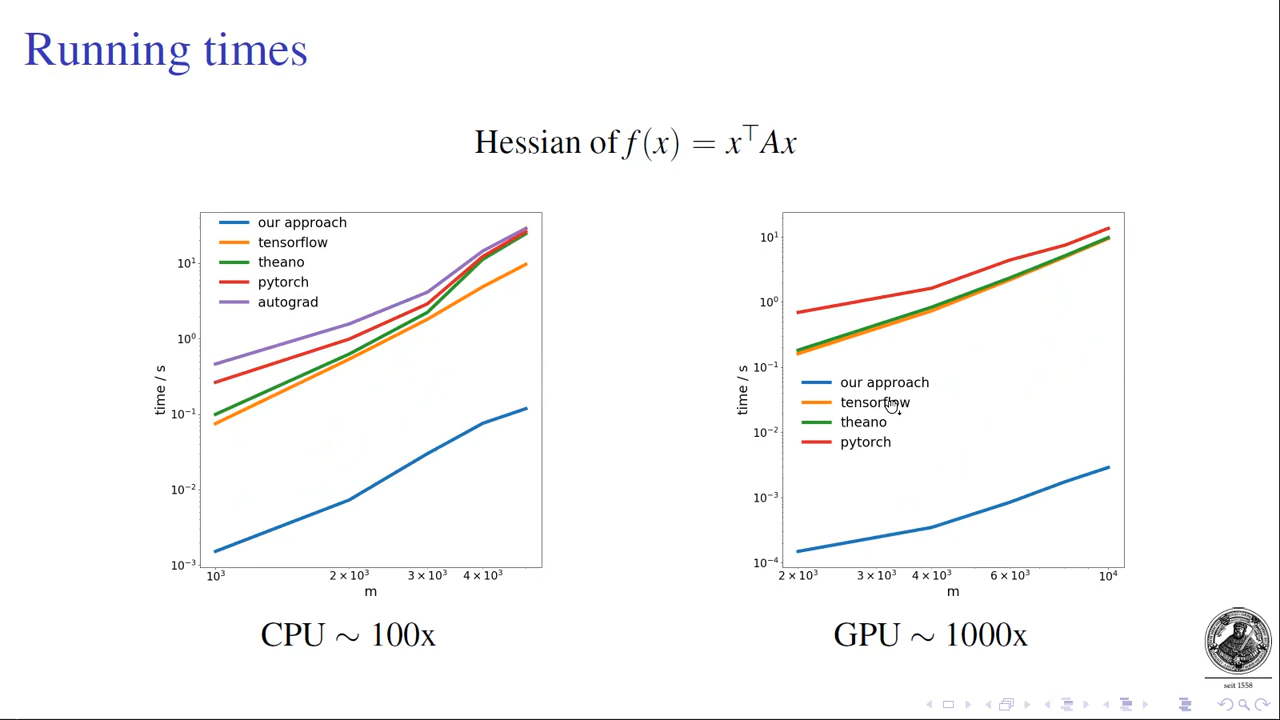 Running times
Hessian of f(x) = x⊤Ax
our approach
tensorflow
theano
pytorch
autograd
10¹
10⁰
10⁻¹
10⁻²
10⁻³
time / s
10³ 2 × 10³ 3 × 10³ 4 × 10³
m
CPU ∼ 100x
10¹
10⁰
10⁻¹
10⁻²
10⁻³
10⁻⁴
time / s
our approach
tensorflow
theano
pytorch
2 × 10³ 3 × 10³ 4 × 10³ 6 × 10³ 10⁴
m
GPU ∼ 1000x
seit 1558